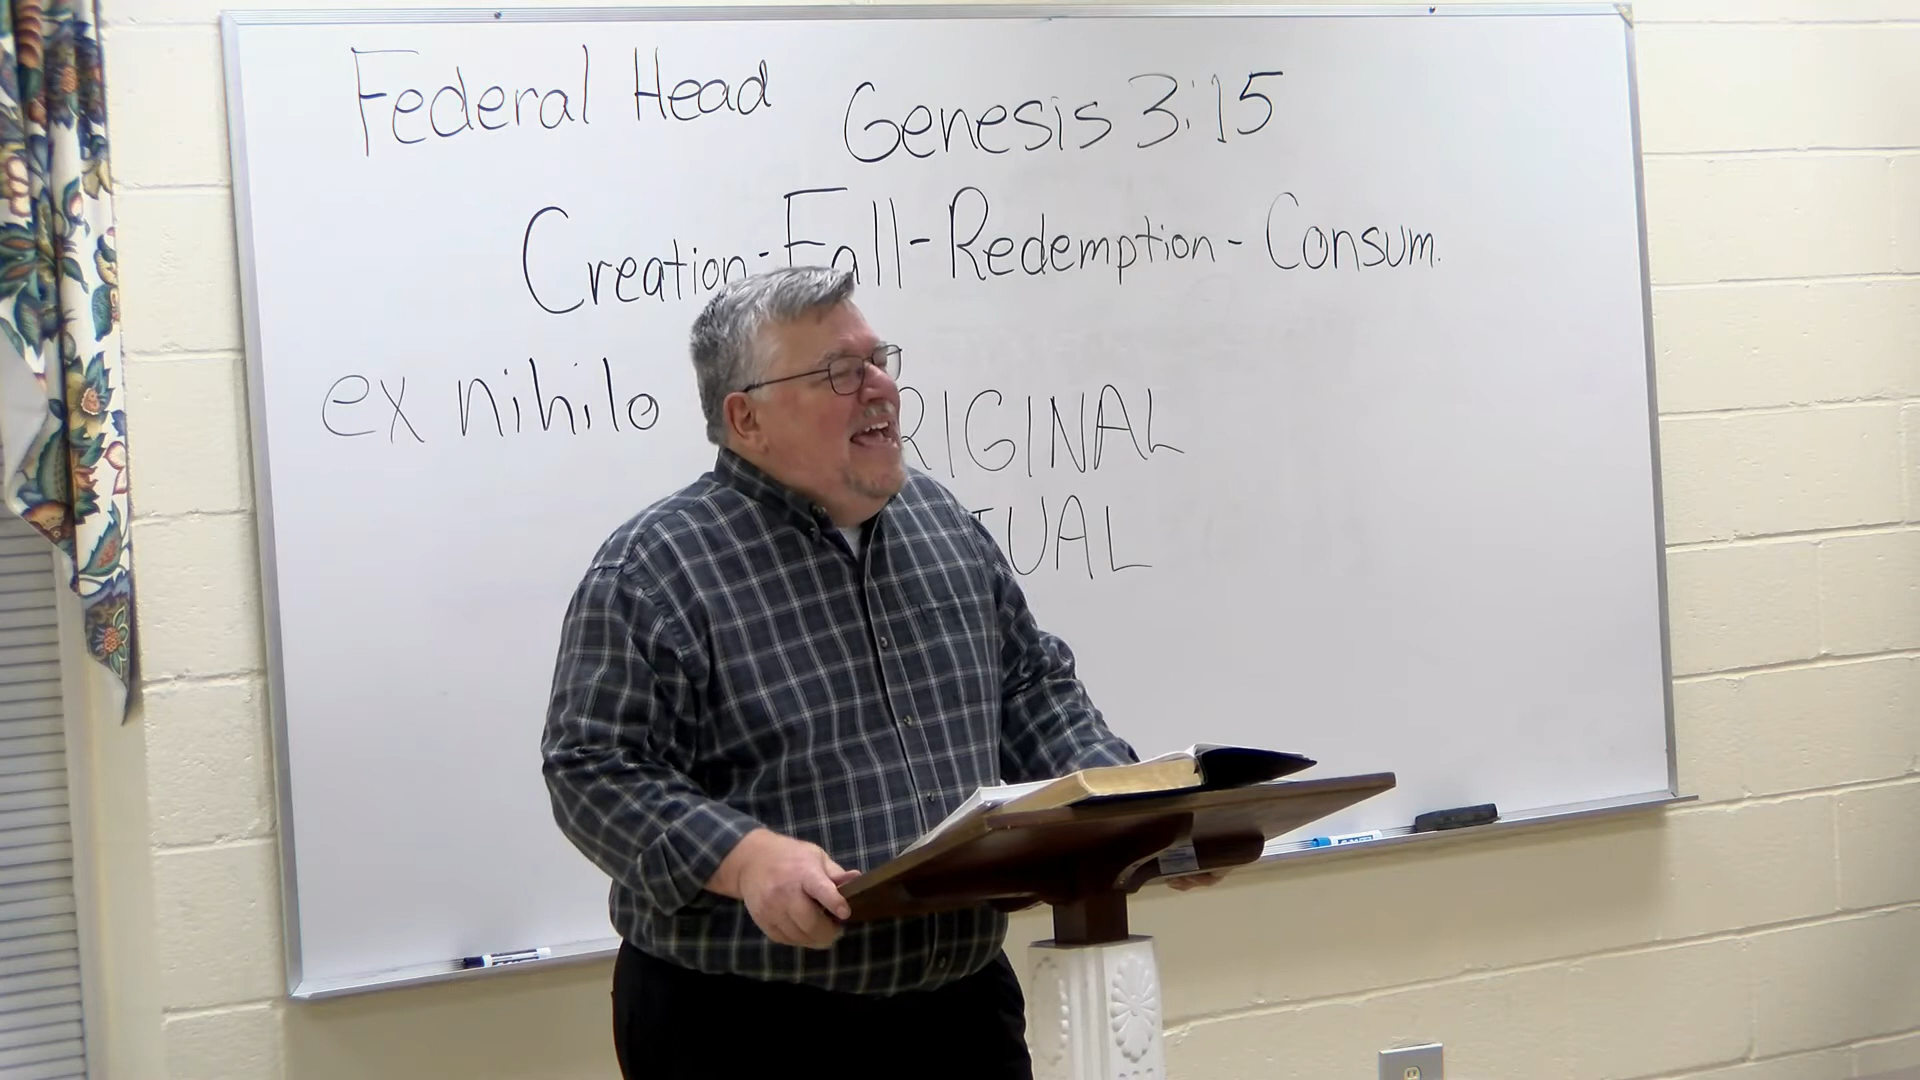 Federal Head Genesis 3:15
Creation-Fall-Redemption- Consum.
ex nihilo RIGINAL
TUAL